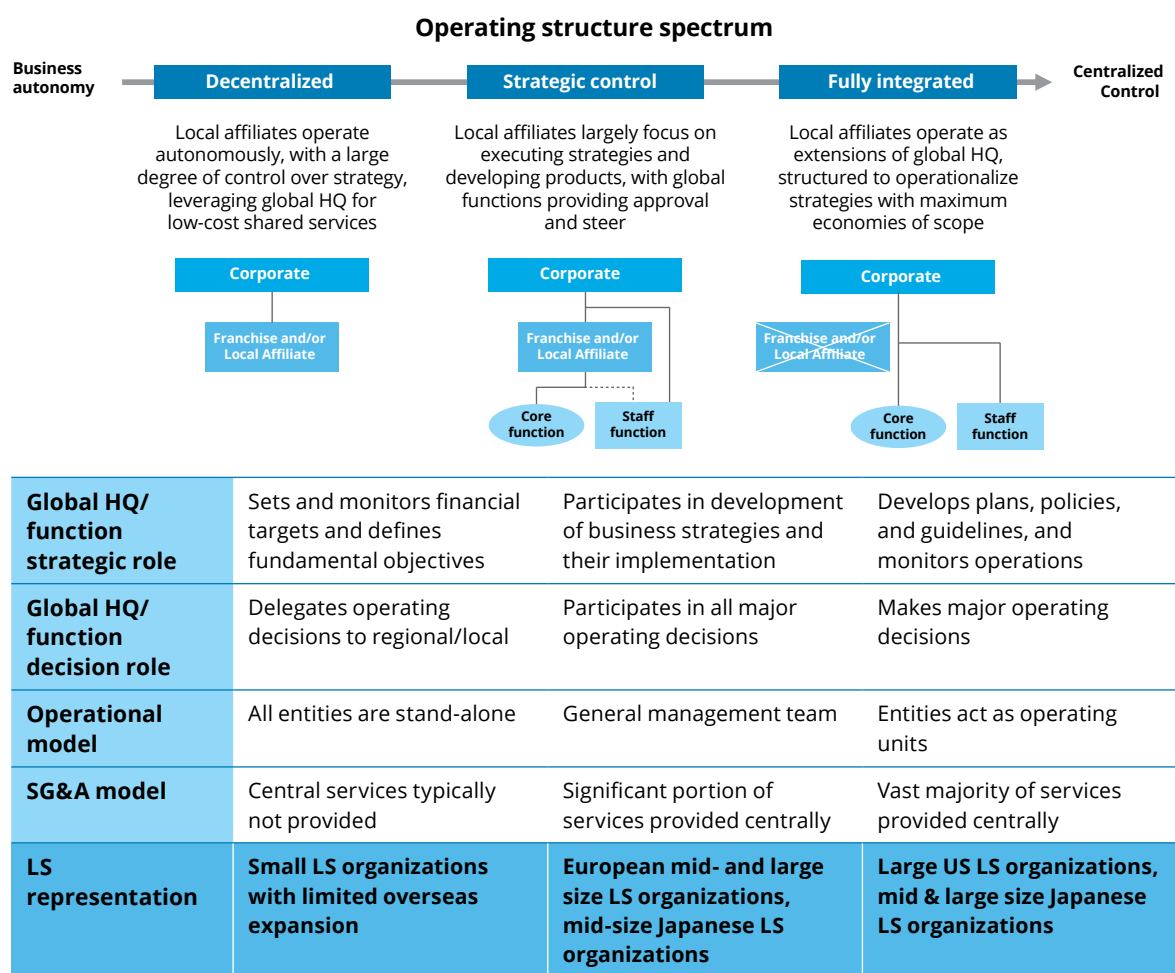 Operating structure spectrum
Business
autonomy
Decentralized
Strategic control
Fully integrated
Centralized
Control
Local affiliates operate
autonomously, with a large
degree of control over strategy,
leveraging global HQ for
low-cost shared services
Local affiliates largely focus on
executing strategies and
developing products, with global
functions providing approval
and steer
Local affiliates operate as
extensions of global HQ,
structured to operationalize
strategies with maximum
economies of scope
Corporate
Franchise and/or
Local Affiliate
Corporate
Franchise and/or
Local Affiliate
Core
function
Staff
function
Corporate
Franchise and/or
Local Affiliate
Core
function
Staff
function
Global HQ/
function
strategic role
Sets and monitors financial
targets and defines
fundamental objectives
Participates in development
of business strategies and
their implementation
Develops plans, policies,
and guidelines, and
monitors operations
Global HQ/
function
decision role
Delegates operating
decisions to regional/local
Participates in all major
operating decisions
Makes major operating
decisions
Operational
model
All entities are stand-alone
General management team
Entities act as operating
units
SG&A model
Central services typically
not provided
Significant portion of
services provided centrally
Vast majority of services
provided centrally
LS
representation
Small LS organizations
with limited overseas
expansion
European mid- and large
size LS organizations,
mid-size Japanese LS
organizations
Large US LS organizations,
mid & large size Japanese
LS organizations